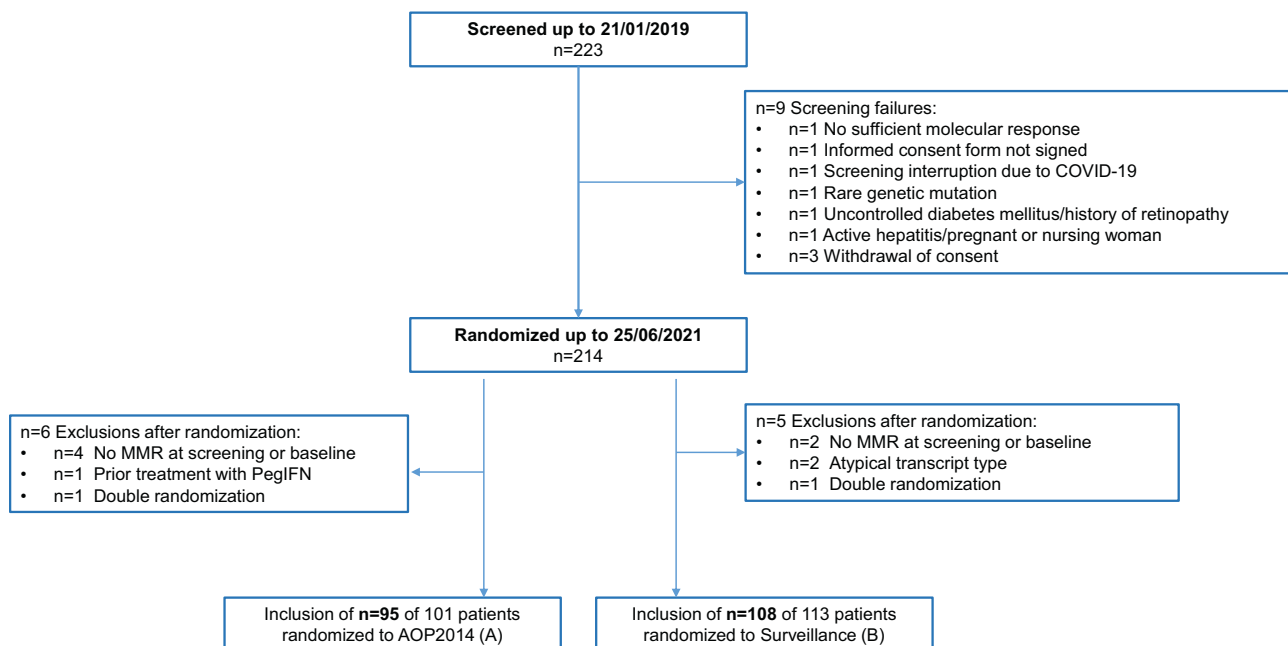 Screened up to 21/01/2019
n=223
n=9 Screening failures:
• n=1 No sufficient molecular response
• n=1 Informed consent form not signed
• n=1 Screening interruption due to COVID-19
• n=1 Rare genetic mutation
• n=1 Uncontrolled diabetes mellitus/history of retinopathy
• n=1 Active hepatitis/pregnant or nursing woman
• n=3 Withdrawal of consent
Randomized up to 25/06/2021
n=214
n=6 Exclusions after randomization:
• n=4 No MMR at screening or baseline
• n=1 Prior treatment with PegIFN
• n=1 Double randomization
n=5 Exclusions after randomization:
• n=2 No MMR at screening or baseline
• n=2 Atypical transcript type
• n=1 Double randomization
Inclusion of n=95 of 101 patients
randomized to AOP2014 (A)
Inclusion of n=108 of 113 patients
randomized to Surveillance (B)